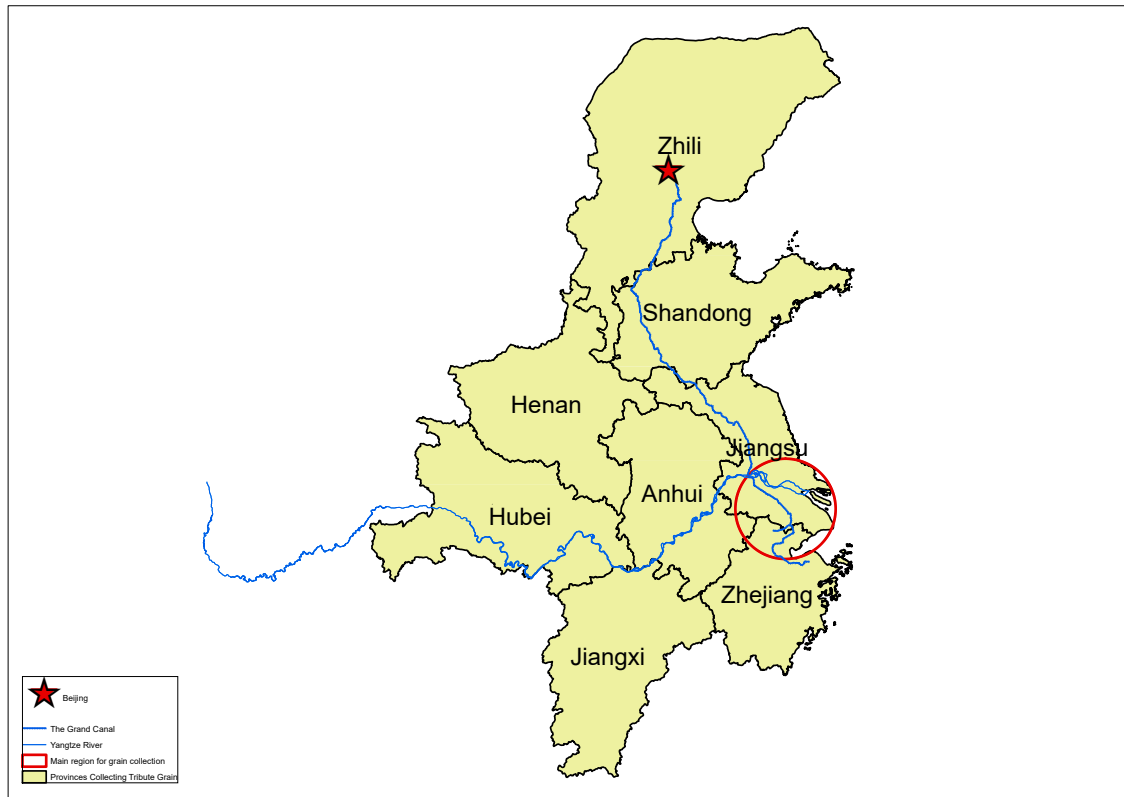 Zhili
Shandong
Henan
Jiangsu
Anhui
Hubei
Zhejiang
Jiangxi
Beijing
The Grand Canal
Yangtze River
Main region for grain collection
Provinces Collecting Tribute Grain